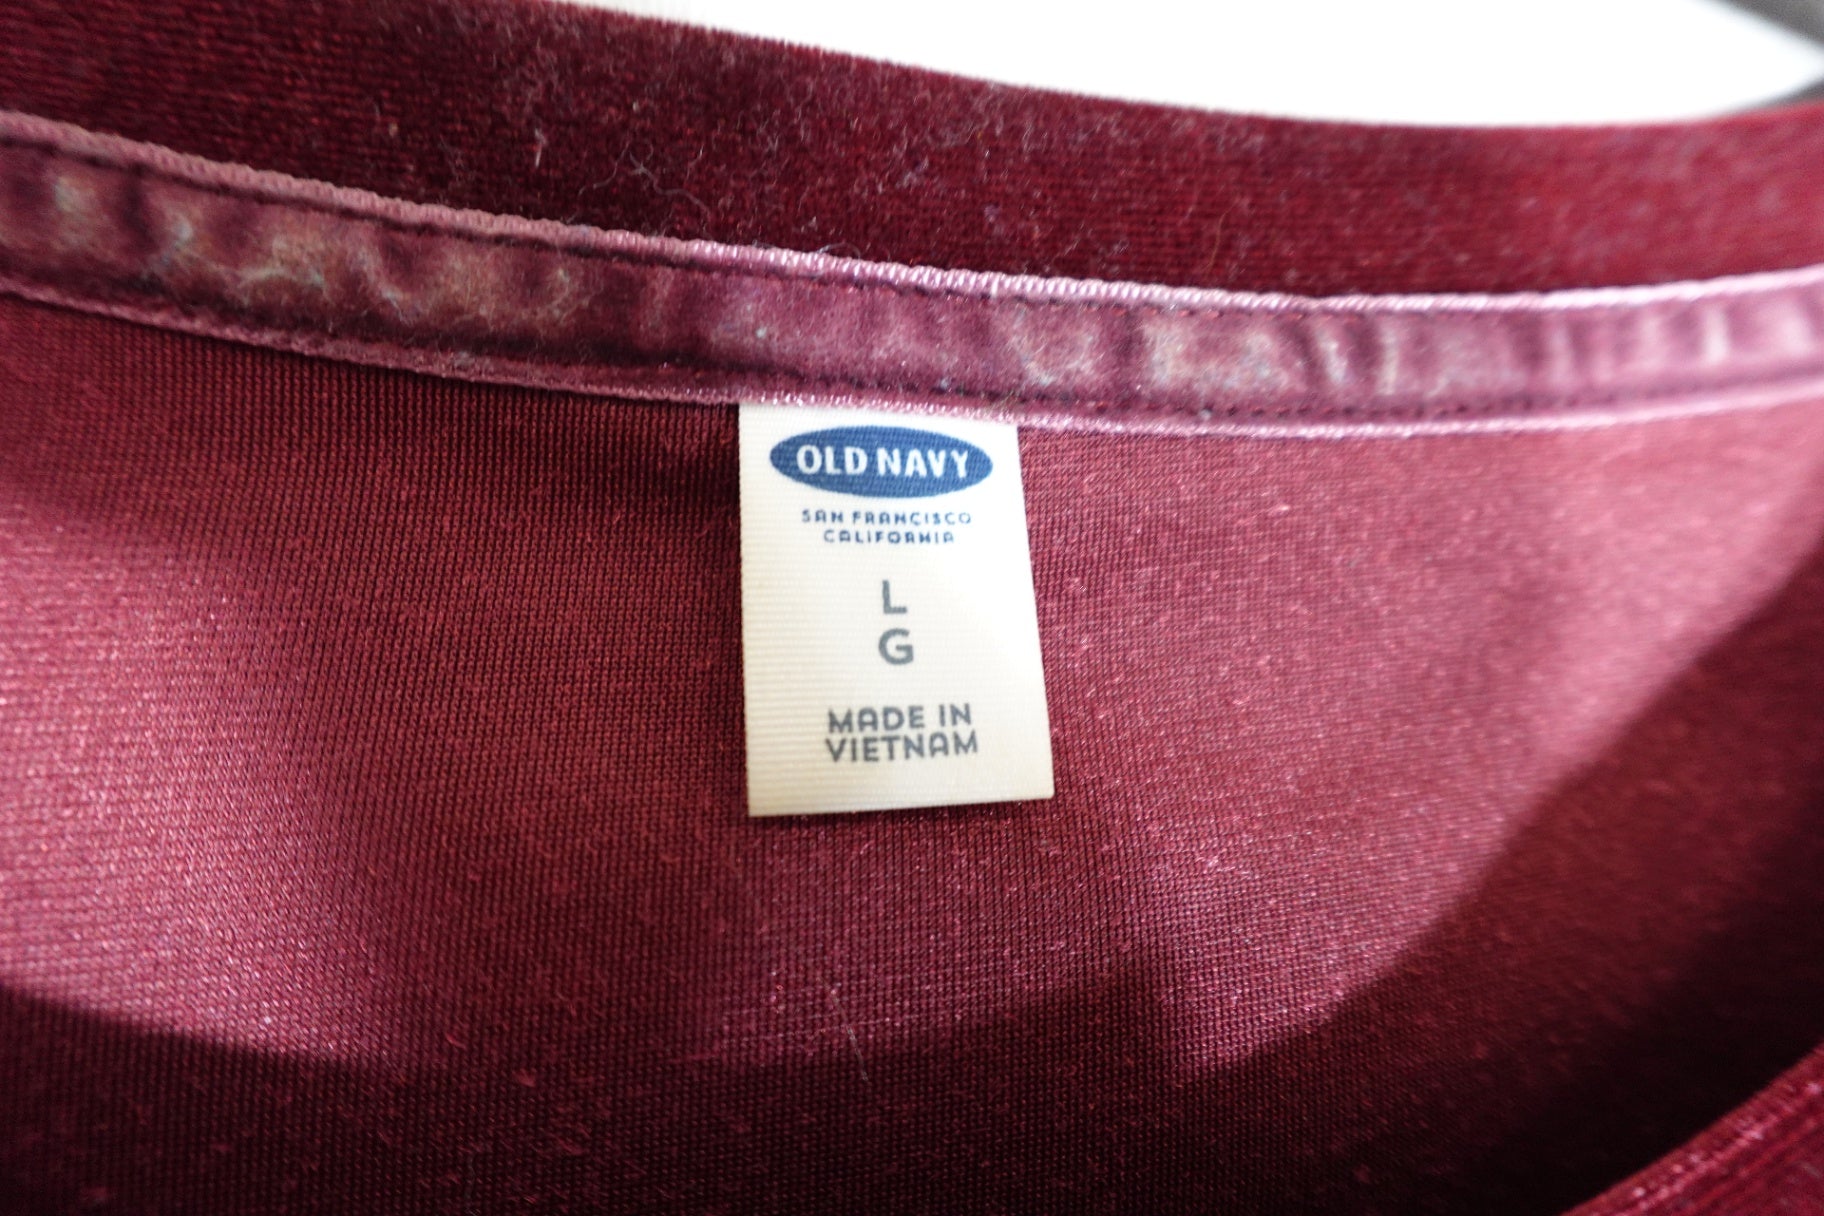 OLD NAVY
SAN FRANCISCO
CALIFORNIA
L
G
MADE IN
VIETNAM